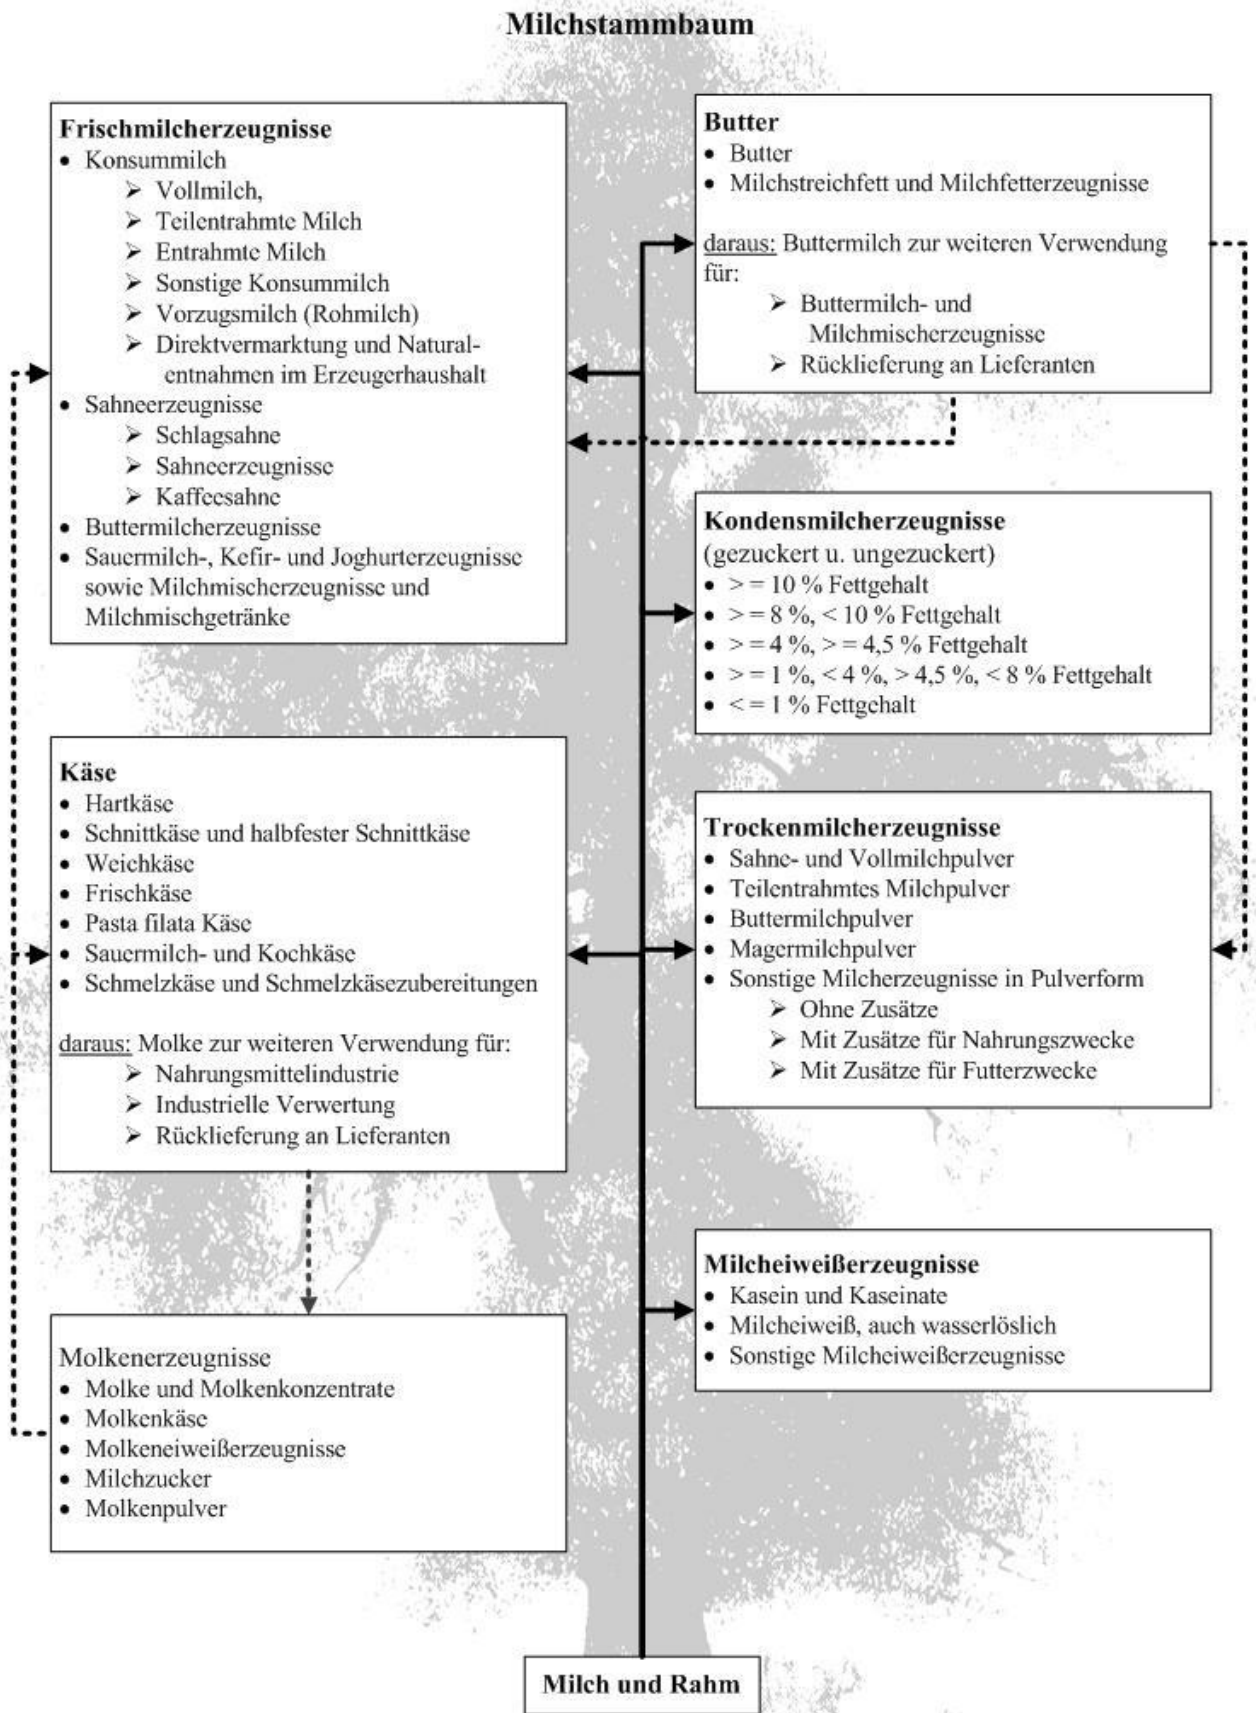 Milchstammbaum
Frischmilcherzeugnisse
• Konsummilch
➢ Vollmilch,
➢ Teilentrahmte Milch
➢ Entrahmte Milch
➢ Sonstige Konsummilch
➢ Vorzugsmilch (Rohmilch)
➢ Direktvermarktung und Natural-
entnahmen im Erzeugerhaushalt
• Sahneerzeugnisse
➢ Schlagsahne
➢ Sahneerzeugnisse
➢ Kaffeesahne
• Buttermilcherzeugnisse
• Sauermilch-, Kefir- und Joghurterzeugnisse
sowie Milchmischerzeugnisse und
Milchmischgetränke
Butter
• Butter
• Milchstreichfett und Milchfetterzeugnisse
daraus: Buttermilch zur weiteren Verwendung
für:
➢ Buttermilch- und
Milchmischerzeugnisse
➢ Rücklieferung an Lieferanten
Kondensmilcherzeugnisse
(gezuckert u. ungezuckert)
• > = 10 % Fettgehalt
• > = 8 %, < 10 % Fettgehalt
• > = 4 %, > = 4,5 % Fettgehalt
• > = 1 %, < 4 %, > 4,5 %, < 8 % Fettgehalt
• < = 1 % Fettgehalt
Käse
• Hartkäse
• Schnittkäse und halbfester Schnittkäse
• Weichkäse
• Frischkäse
• Pasta filata Käse
• Sauermilch- und Kochkäse
• Schmelzkäse und Schmelzkäsezubereitungen
daraus: Molke zur weiteren Verwendung für:
➢ Nahrungsmittelindustrie
➢ Industrielle Verwertung
➢ Rücklieferung an Lieferanten
Trockenmilcherzeugnisse
• Sahne- und Vollmilchpulver
• Teilentrahmtes Milchpulver
• Buttermilchpulver
• Magermilchpulver
• Sonstige Milcherzeugnisse in Pulverform
➢ Ohne Zusätze
➢ Mit Zusätze für Nahrungszwecke
➢ Mit Zusätze für Futterzwecke
Milcheiweißerzeugnisse
• Kasein und Kaseinate
• Milcheiweiß, auch wasserlöslich
• Sonstige Milcheiweißerzeugnisse
Molkenerzeugnisse
• Molke und Molkenkonzentrate
• Molkenkäse
• Molkeneiweißerzeugnisse
• Milchzucker
• Molkenpulver
Milch und Rahm